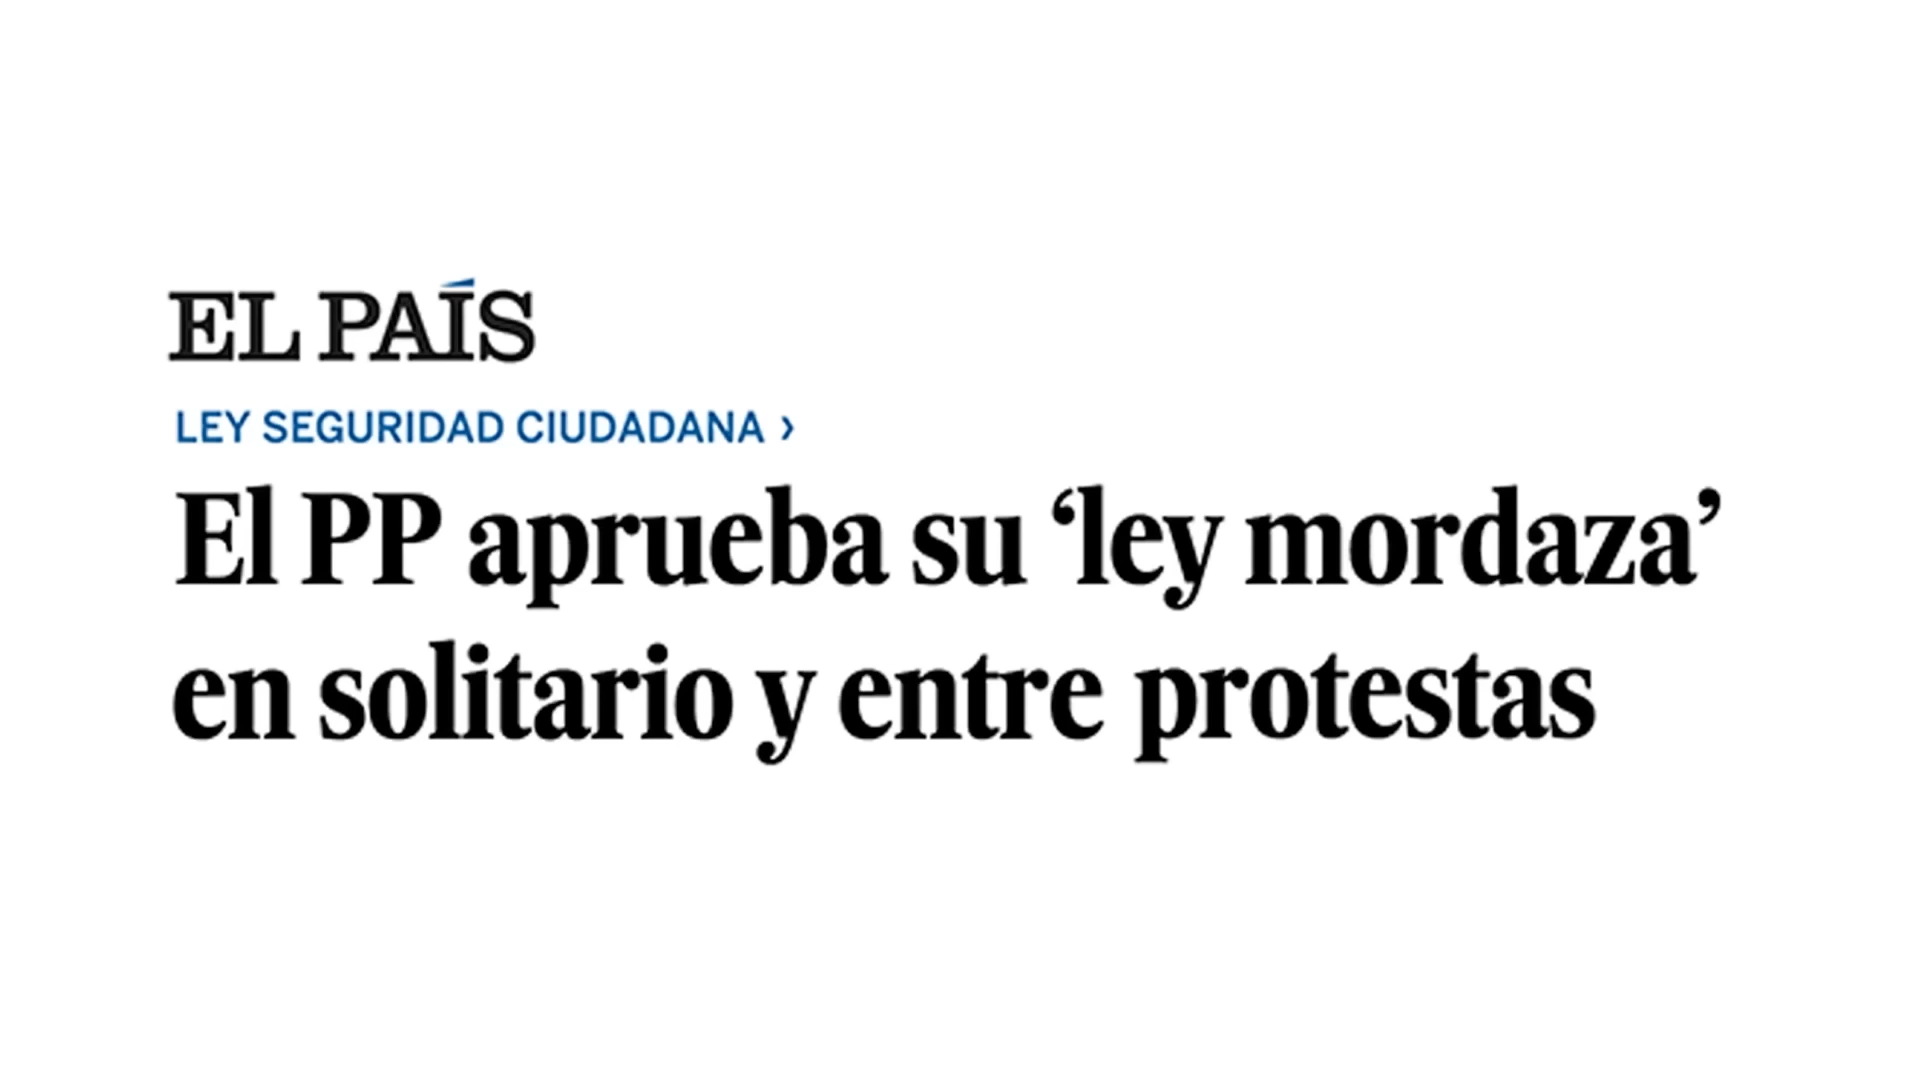 EL PAÍS
LEY SEGURIDAD CIUDADANA ›
El PP aprueba su ‘ley mordaza’
en solitario y entre protestas